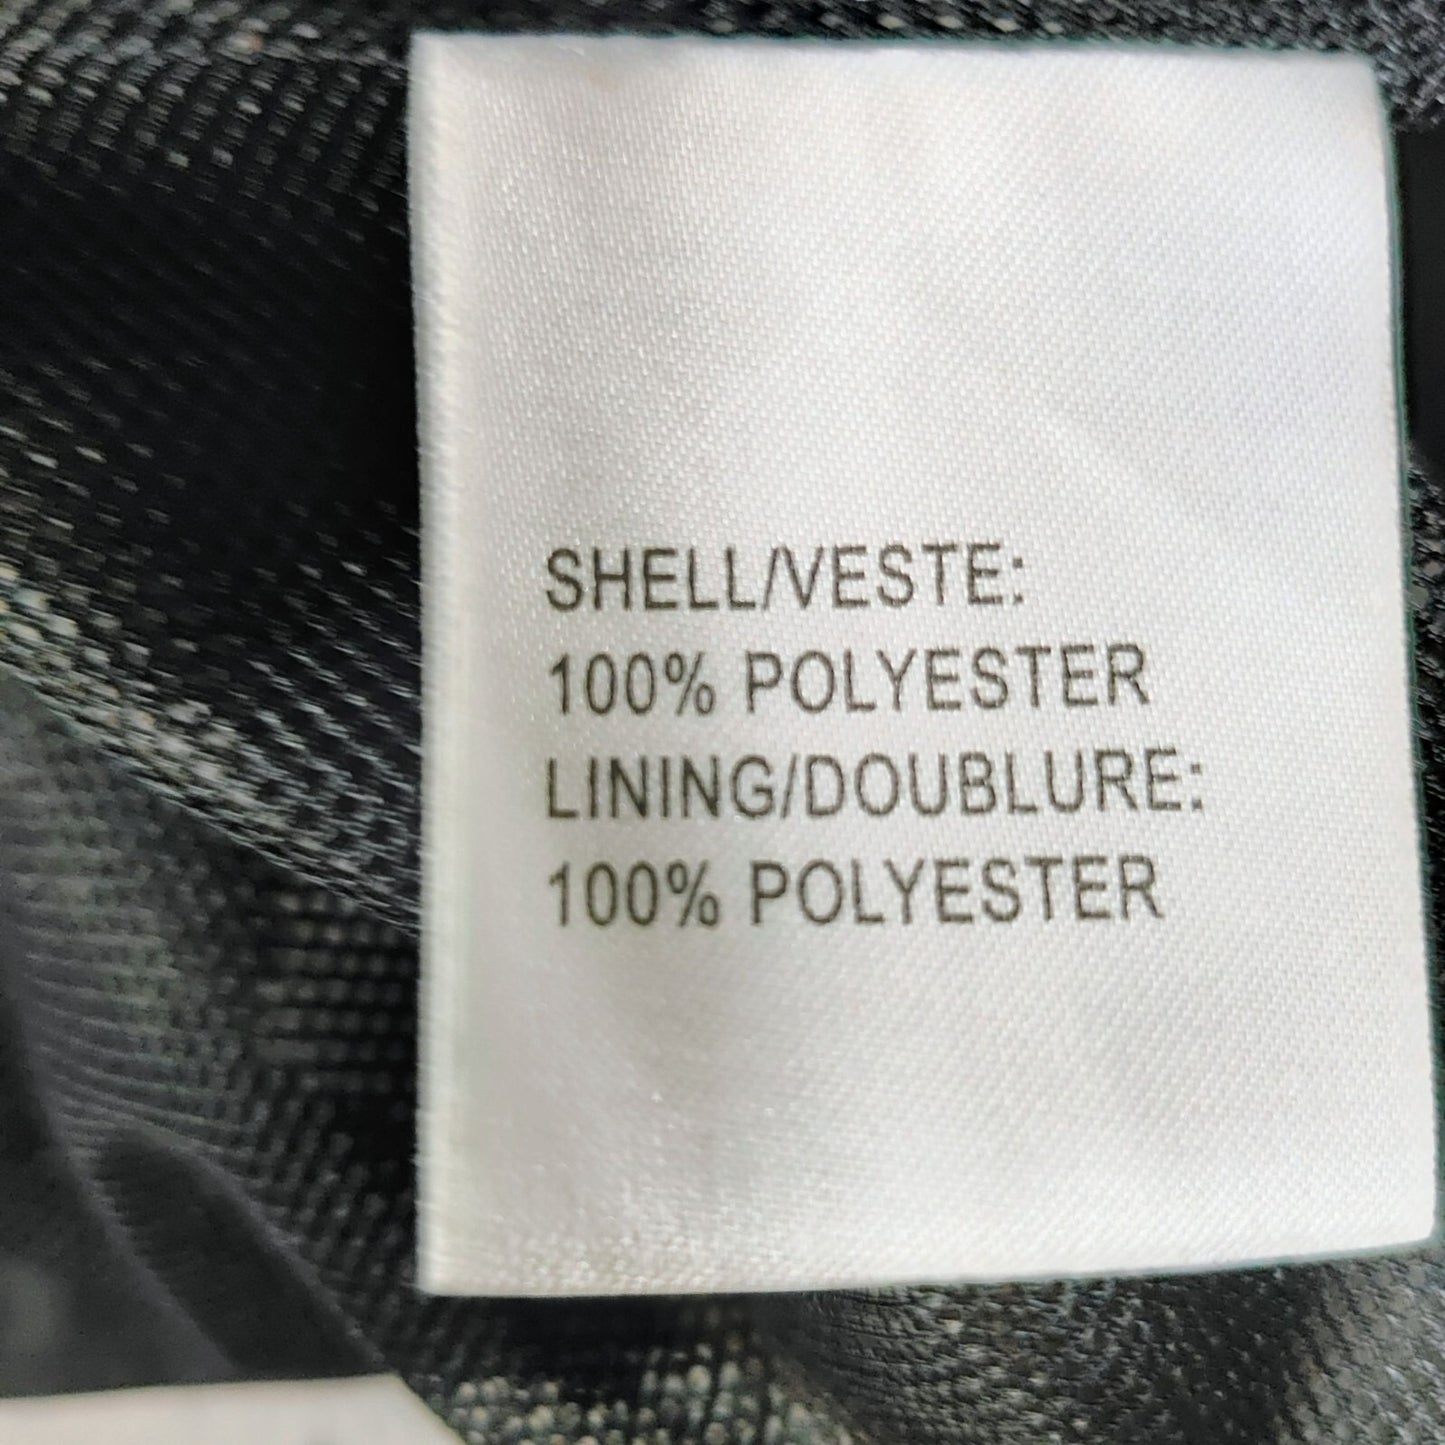 SHELL/VESTE:
100% POLYESTER
LINING/DOUBLURE:
100% POLYESTER